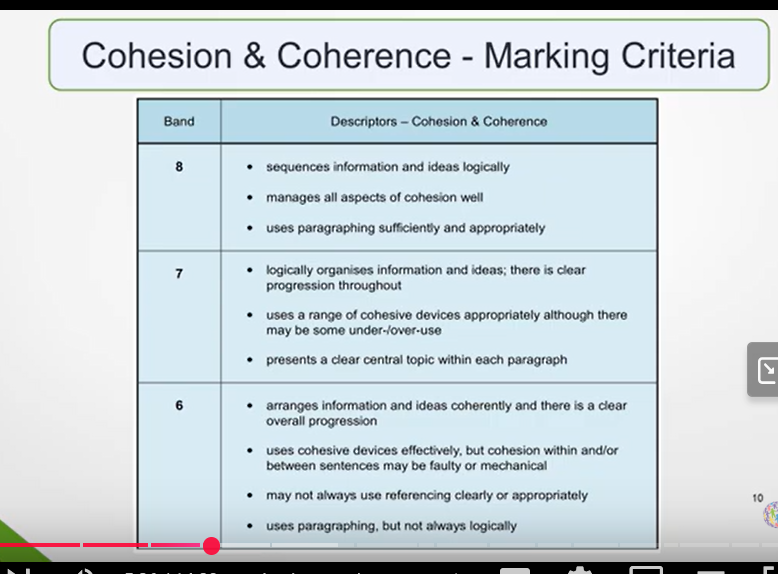 Cohesion & Coherence - Marking Criteria
Band
Descriptors – Cohesion & Coherence
8
• sequences information and ideas logically
• manages all aspects of cohesion well
• uses paragraphing sufficiently and appropriately
7
• logically organises information and ideas; there is clear
progression throughout
• uses a range of cohesive devices appropriately although there
may be some under-/over-use
• presents a clear central topic within each paragraph
6
• arranges information and ideas coherently and there is a clear
overall progression
• uses cohesive devices effectively, but cohesion within and/or
between sentences may be faulty or mechanical
• may not always use referencing clearly or appropriately
• uses paragraphing, but not always logically
10